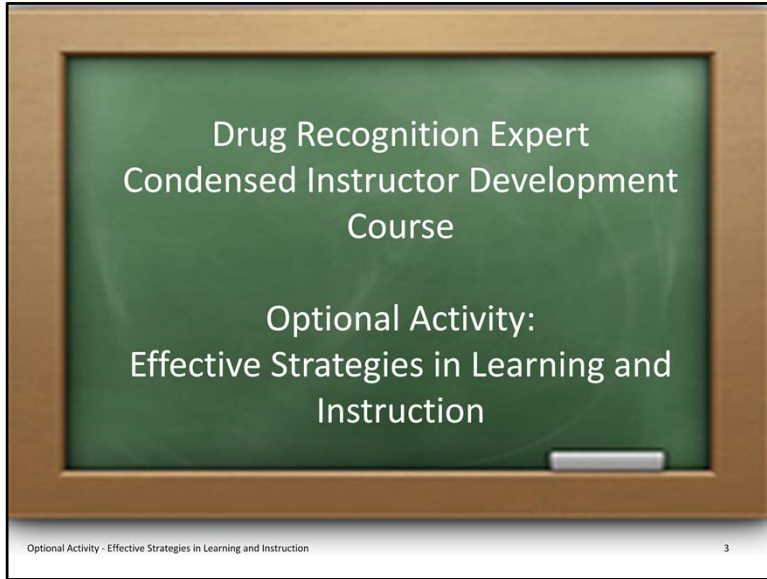 Drug Recognition Expert
Condensed Instructor Development
Course
Optional Activity:
Effective Strategies in Learning and
Instruction
Optional Activity - Effective Strategies in Learning and Instruction
3